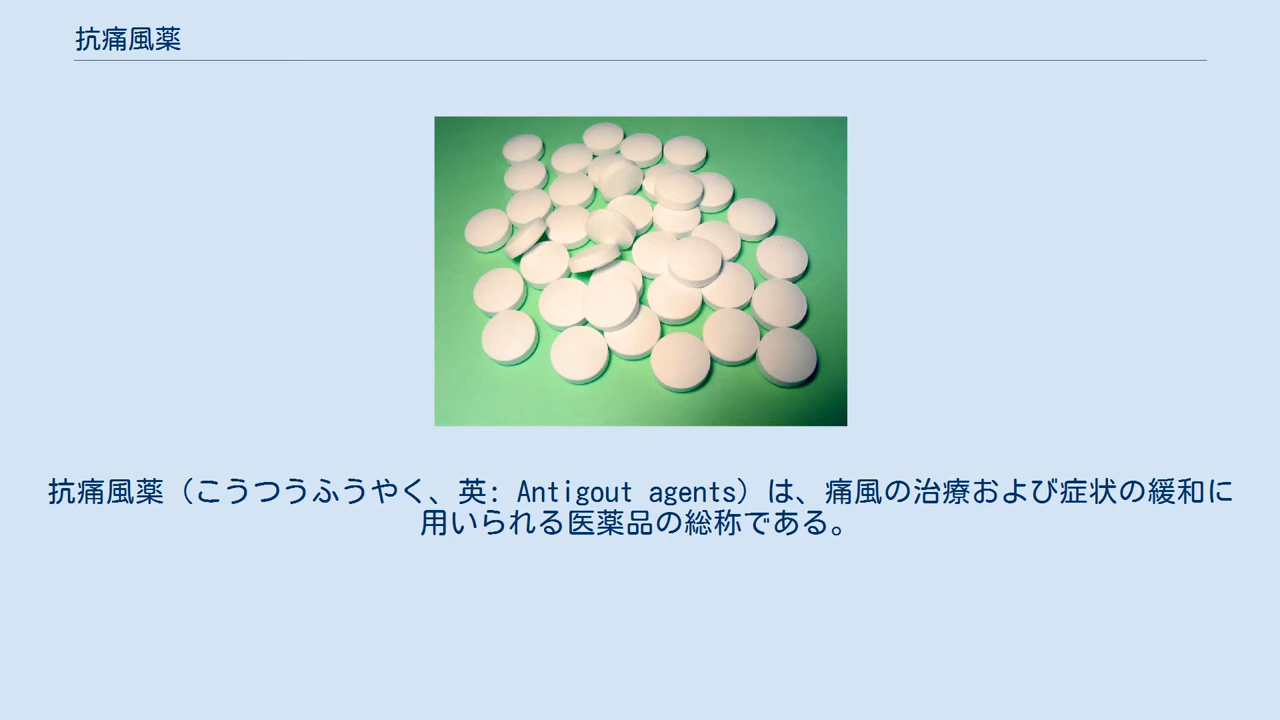 抗痛風薬
抗痛風薬（こうつうふうやく、英: Antigout agents）は、痛風の治療および症状の緩和に
用いられる医薬品の総称である。